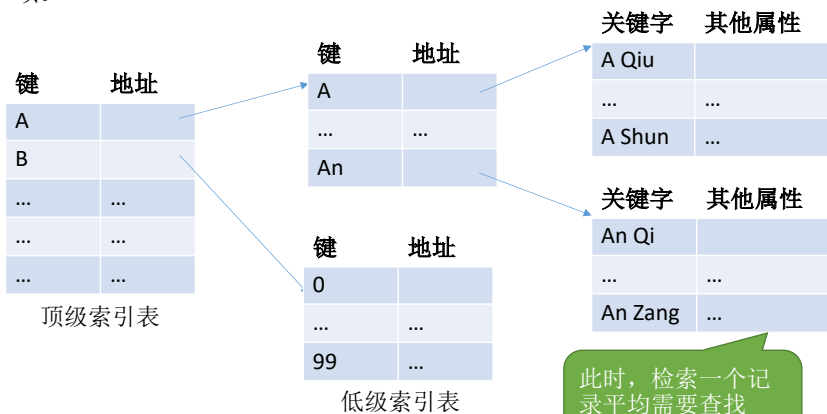 键 地址
A
B
… …
… …
… …
顶级索引表
键 地址
A
… …
An
键 地址
0
… …
99 …
低级索引表
关键字 其他属性
A Qiu
… …
A Shun …
关键字 其他属性
An Qi
… …
An Zang …
此时，检索一个记
录平均需要查找